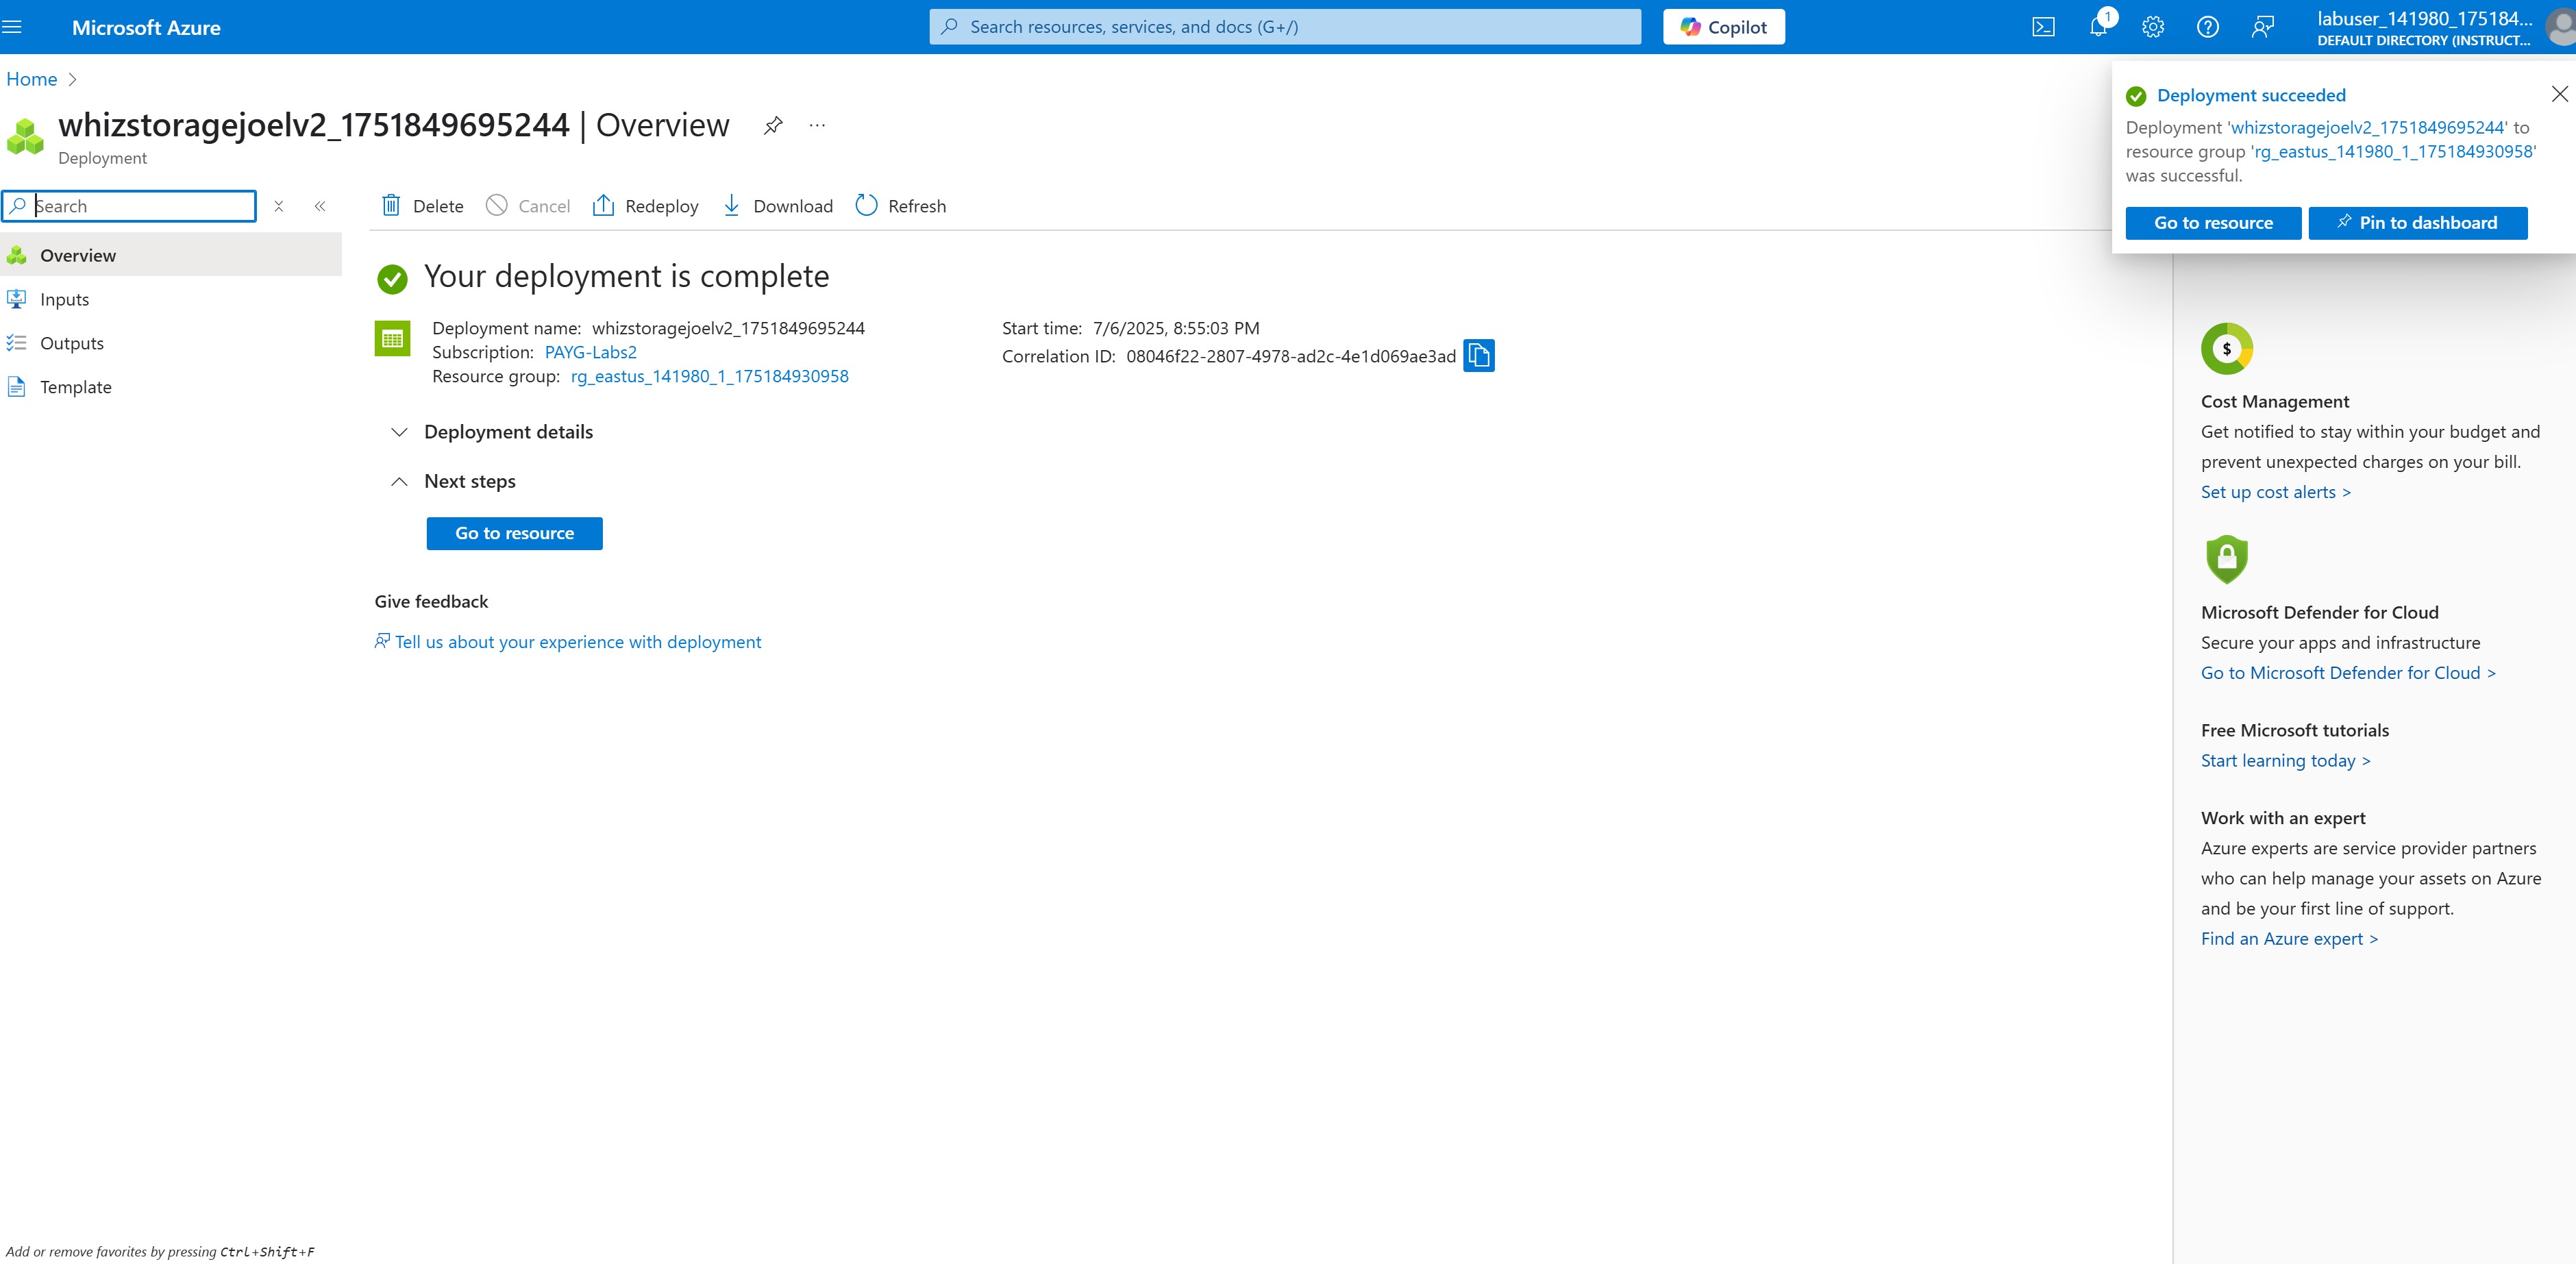 Microsoft Azure
Search resources, services, and docs (G+/)
Copilot
1
labuser_141980_175184...
DEFAULT DIRECTORY (INSTRUCT...
Home
whizstoragejoelv2_1751849695244 | Overview
...
Deployment
Search
Overview
Inputs
Outputs
Template
Delete
Cancel
Redeploy
Download
Refresh
Your deployment is complete
Deployment name: whizstoragejoelv2_1751849695244
Subscription: PAYG-Labs2
Resource group: rg_eastus_141980_1_175184930958
Start time: 7/6/2025, 8:55:03 PM
Correlation ID: 08046f22-2807-4978-ad2c-4e1d069ae3ad
Deployment details
Next steps
Go to resource
Give feedback
Tell us about your experience with deployment
Deployment succeeded
Deployment 'whizstoragejoelv2_1751849695244' to
resource group 'rg_eastus_141980_1_175184930958'
was successful.
Go to resource
Pin to dashboard
$
Cost Management
Get notified to stay within your budget and
prevent unexpected charges on your bill.
Set up cost alerts >
Microsoft Defender for Cloud
Secure your apps and infrastructure
Go to Microsoft Defender for Cloud >
Free Microsoft tutorials
Start learning today >
Work with an expert
Azure experts are service provider partners
who can help manage your assets on Azure
and be your first line of support.
Find an Azure expert >
Add or remove favorites by pressing Ctrl+Shift+F